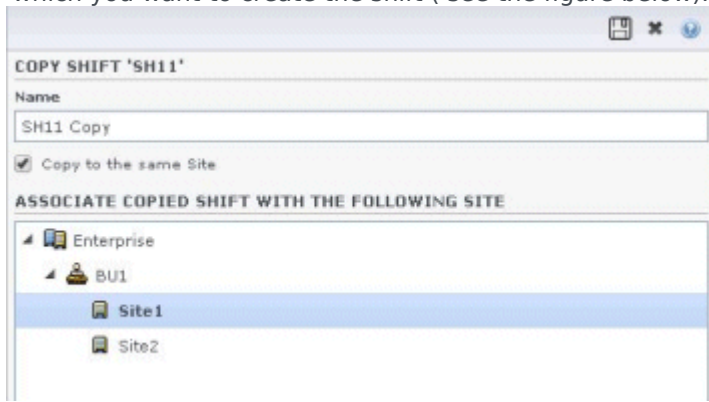 which you want to create the shift ( see the figure below).
COPY SHIFT 'SH11'
Name
SH11 Copy
Copy to the same Site
ASSOCIATE COPIED SHIFT WITH THE FOLLOWING SITE
Enterprise
BU1
Site1
Site2